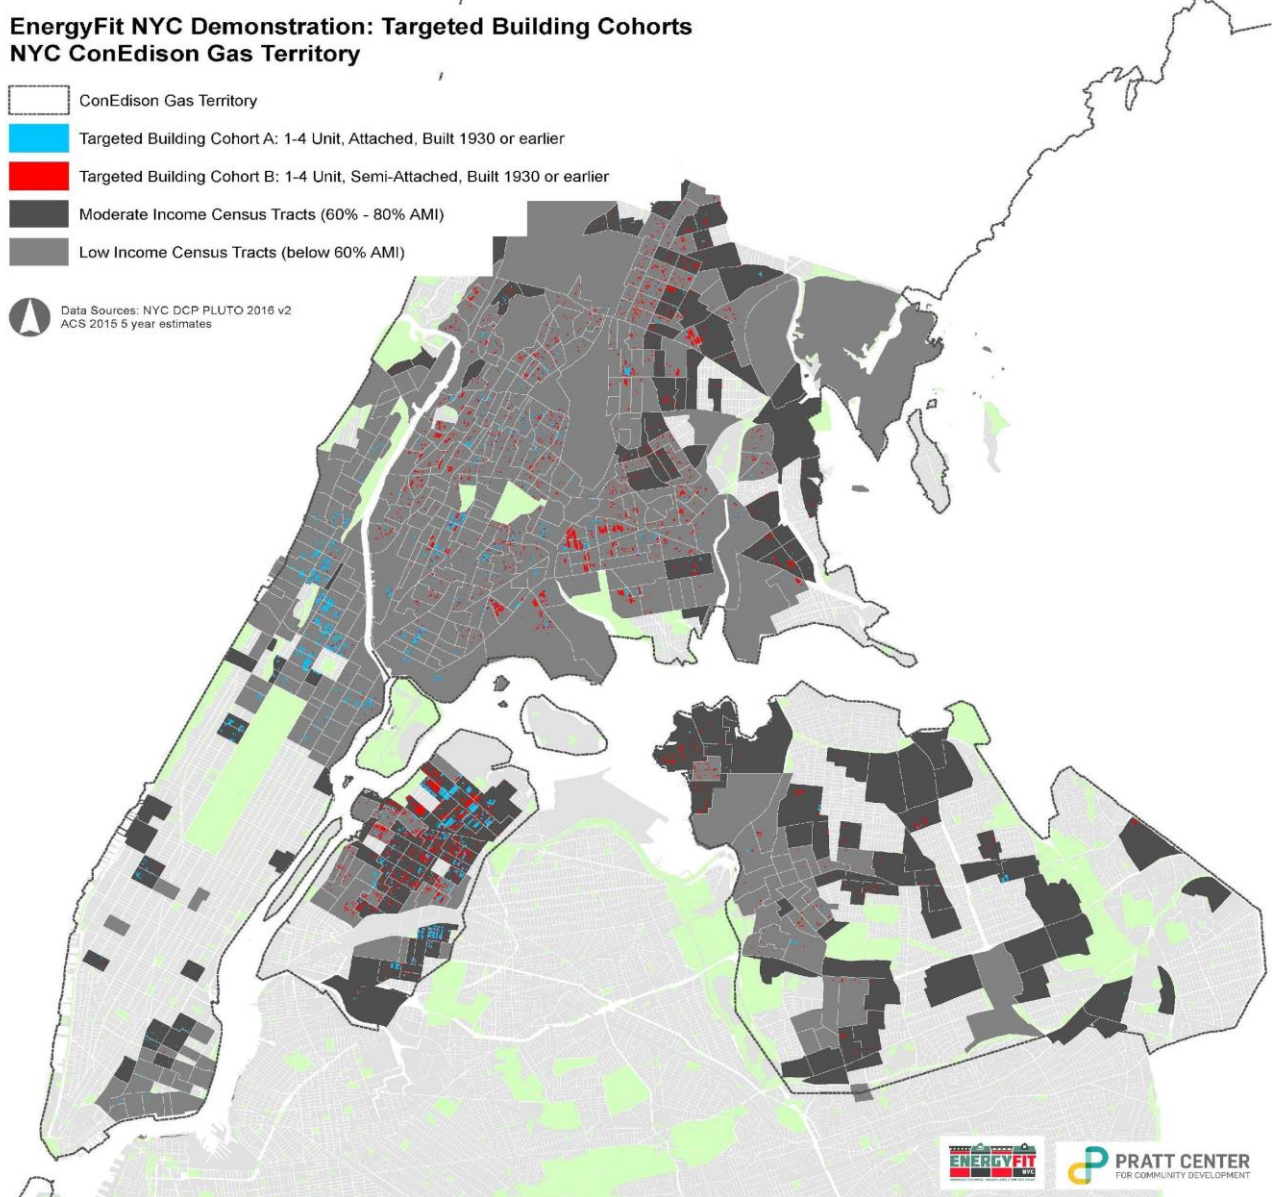 EnergyFit NYC Demonstration: Targeted Building Cohorts
NYC ConEdison Gas Territory
ConEdison Gas Territory
Targeted Building Cohort A: 1-4 Unit, Attached, Built 1930 or earlier
Targeted Building Cohort B: 1-4 Unit, Semi-Attached, Built 1930 or earlier
Moderate Income Census Tracts (60% - 80% AMI)
Low Income Census Tracts (below 60% AMI)
Data Sources: NYC DCP PLUTO 2016 v2
ACS 2015 5 year estimates
ENERGYFIT
NYC
PRATT CENTER
FOR COMMUNITY DEVELOPMENT